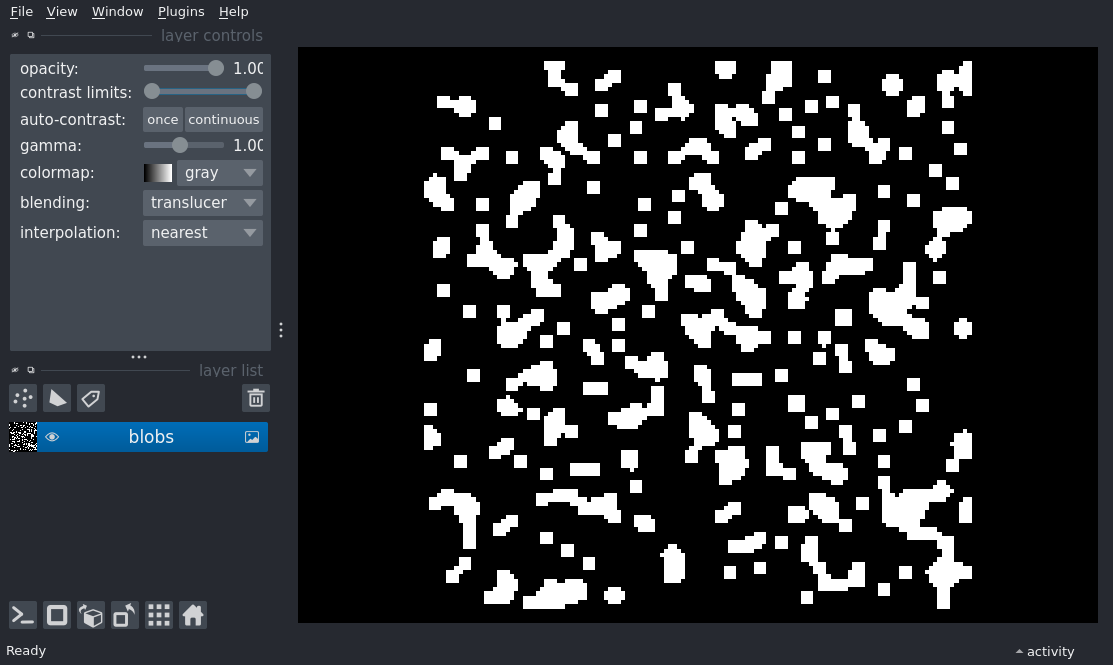 File View Window Plugins Help
layer controls
opacity: 1.00
contrast limits:
auto-contrast: once continuous
gamma: 1.00
colormap: gray
blending: translucer
interpolation: nearest
layer list
blobs
Ready
activity